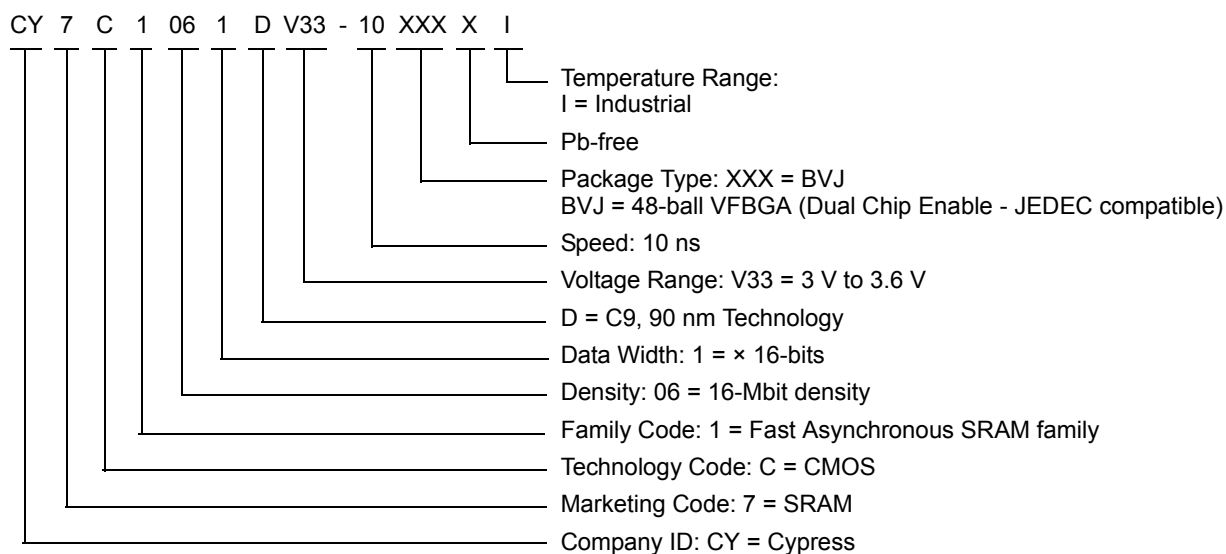 CY 7 C 1 06 1 D V33 - 10 XXX X I
Temperature Range:
I = Industrial
Pb-free
Package Type: XXX = BVJ
BVJ = 48-ball VFBGA (Dual Chip Enable - JEDEC compatible)
Speed: 10 ns
Voltage Range: V33 = 3 V to 3.6 V
D = C9, 90 nm Technology
Data Width: 1 = × 16-bits
Density: 06 = 16-Mbit density
Family Code: 1 = Fast Asynchronous SRAM family
Technology Code: C = CMOS
Marketing Code: 7 = SRAM
Company ID: CY = Cypress